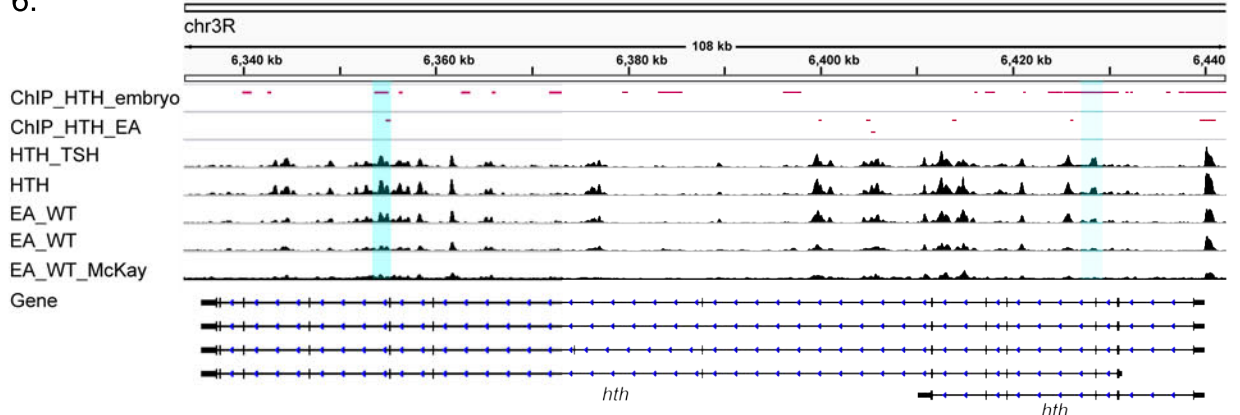 6.
chr3R
108 kb
6,340 kb 6,360 kb 6,380 kb 6,400 kb 6,420 kb 6,440
ChIP_HTH_embryo
ChIP_HTH_EA
HTH_TSH
HTH
EA_WT
EA_WT
EA_WT_McKay
Gene
hth
hth